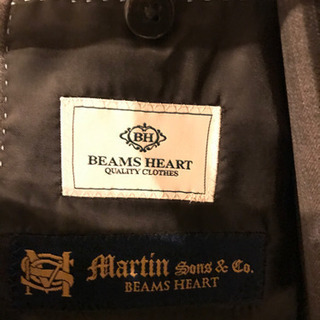 BH
BEAMS HEART
QUALITY CLOTHES
Martin Sons & Co.
BEAMS HEART